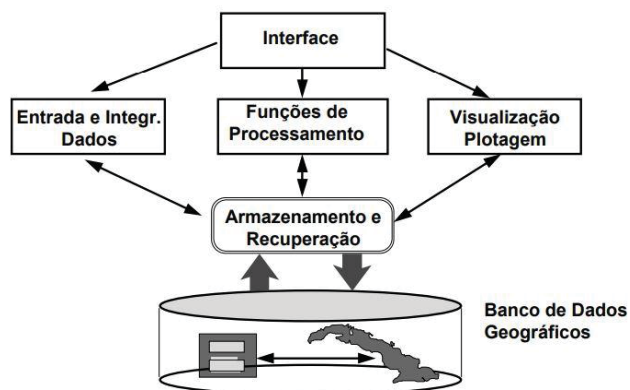 Interface
Entrada e Integr.
Dados
Funções de
Processamento
Visualização
Plotagem
Armazenamento e
Recuperação
Banco de Dados
Geográficos